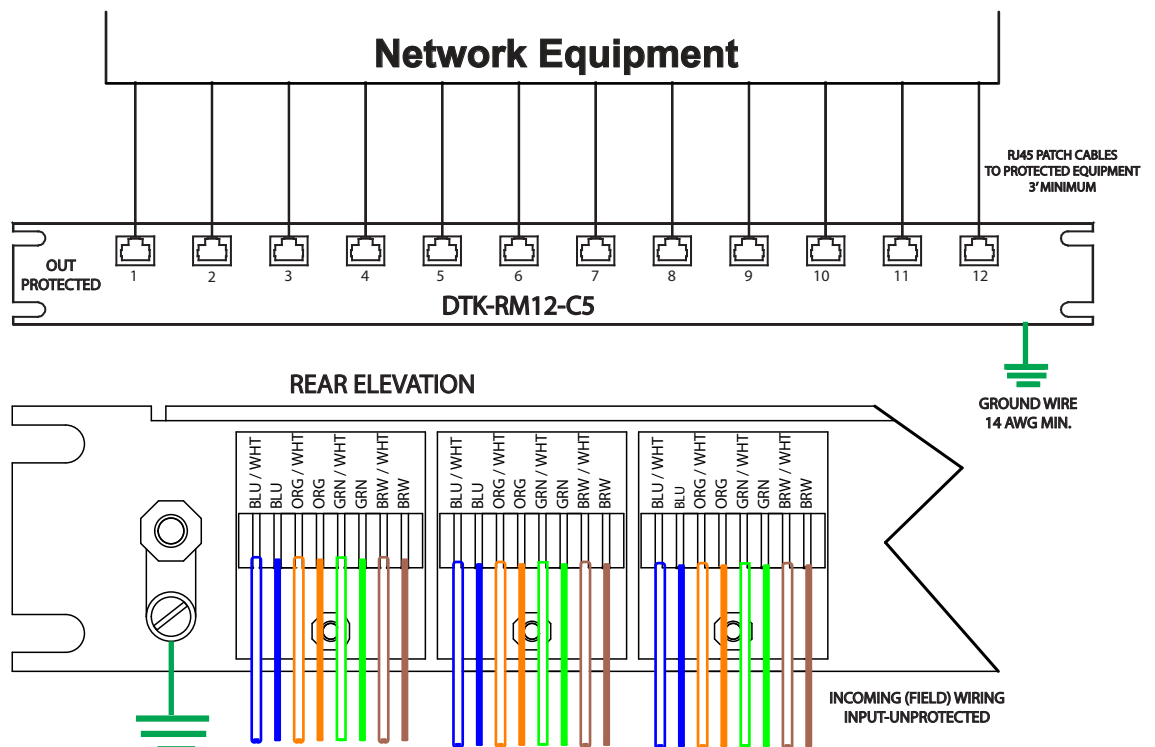 Network Equipment
RJ45 PATCH CABLES
TO PROTECTED EQUIPMENT
3' MINIMUM
OUT
PROTECTED
1 2 3 4 5 6 7 8 9 10 11 12
DTK-RM12-C5
REAR ELEVATION
GROUND WIRE
14 AWG MIN.
BLU / WHT
BLU
ORG / WHT
ORG
GRN / WHT
GRN
BRW / WHT
BRW
BLU / WHT
BLU
ORG / WHT
ORG
GRN / WHT
GRN
BRW / WHT
BRW
BLU / WHT
BLU
ORG / WHT
ORG
GRN / WHT
GRN
BRW / WHT
BRW
INCOMING (FIELD) WIRING
INPUT-UNPROTECTED